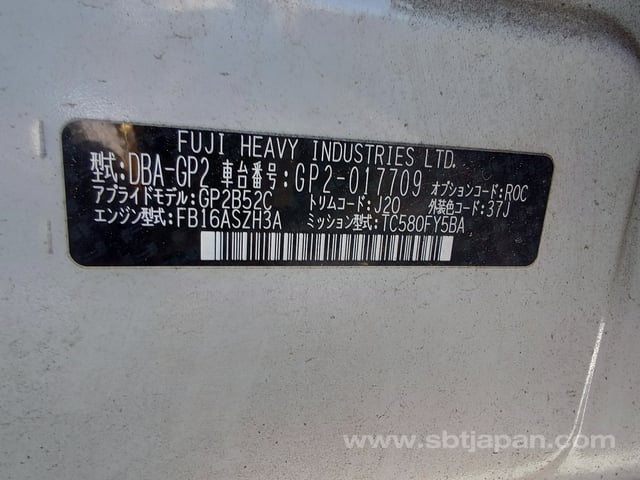 FUJI HEAVY INDUSTRIES LTD.
型式:DBA-GP2 車台番号:GP2-017709 オプションコード:ROC
アプライドモデル:GP2B52C トリムコード:J20 外装色コード:37J
エンジン型式:FB16ASZH3A ミッション型式:TC580FY5BA
www.sbtjapan.com